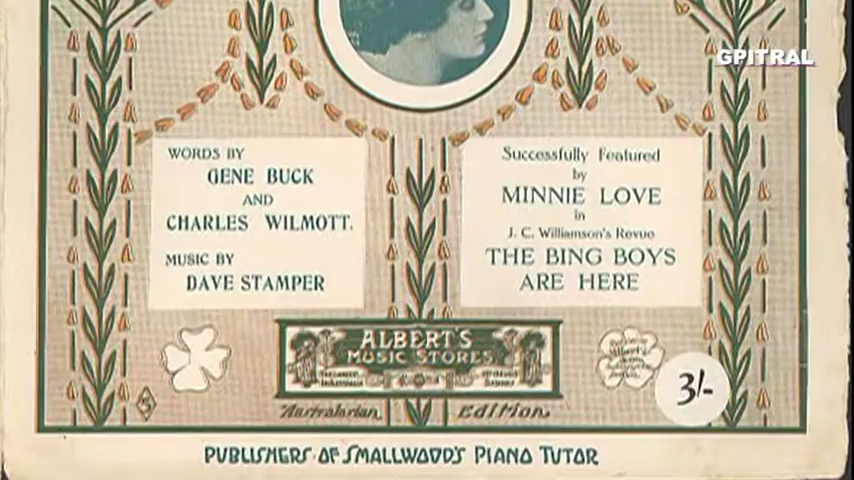 GPITRAL
WORDS BY
GENE BUCK
AND
CHARLES WILMOTT.
MUSIC BY
DAVE STAMPER
Successfully Featured
by
MINNIE LOVE
in
J. C. Williamson's Revue
THE BING BOYS
ARE HERE
ALBERT'S
MUSIC STORES
Australasian Edition
3/-
PUBLISHERS OF SMALLWOOD'S PIANO TUTOR